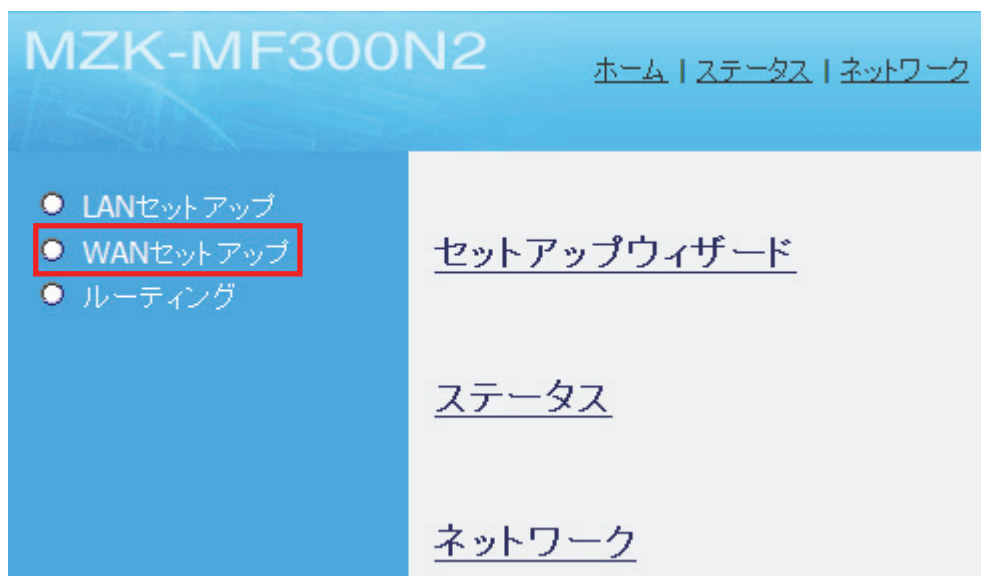 MZK-MF300N2
ホーム | ステータス | ネットワーク
LANセットアップ
WANセットアップ
ルーティング
セットアップウィザード
ステータス
ネットワーク